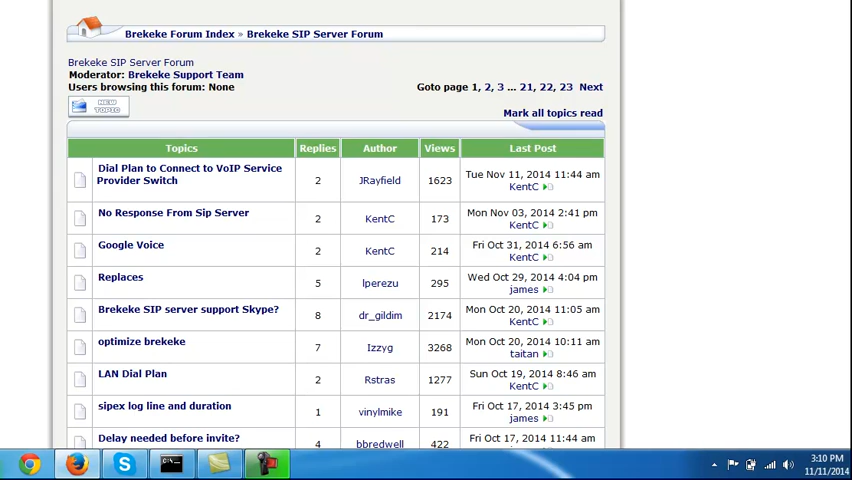 Brekeke Forum Index » Brekeke SIP Server Forum
Brekeke SIP Server Forum
Moderator: Brekeke Support Team
Users browsing this forum: None
Goto page 1, 2, 3 ... 21, 22, 23 Next
NEW TOPIC
Mark all topics read
Topics Replies Author Views Last Post
Dial Plan to Connect to VoIP Service Provider Switch 2 JRayfield 1623 Tue Nov 11, 2014 11:44 am KentC
No Response From Sip Server 2 KentC 173 Mon Nov 03, 2014 2:41 pm KentC
Google Voice 2 KentC 214 Fri Oct 31, 2014 6:56 am KentC
Replaces 5 lperezu 295 Wed Oct 29, 2014 4:04 pm james
Brekeke SIP server support Skype? 8 dr_gildim 2174 Mon Oct 20, 2014 11:05 am KentC
optimize brekeke 7 Izzyg 3268 Mon Oct 20, 2014 10:11 am taitan
LAN Dial Plan 2 Rstras 1277 Sun Oct 19, 2014 8:46 am KentC
sipex log line and duration 1 vinylmike 191 Fri Oct 17, 2014 3:45 pm james
Delay needed before invite? 4 bbredwell 422 Fri Oct 17, 2014 11:44 am
3:10 PM
11/11/2014